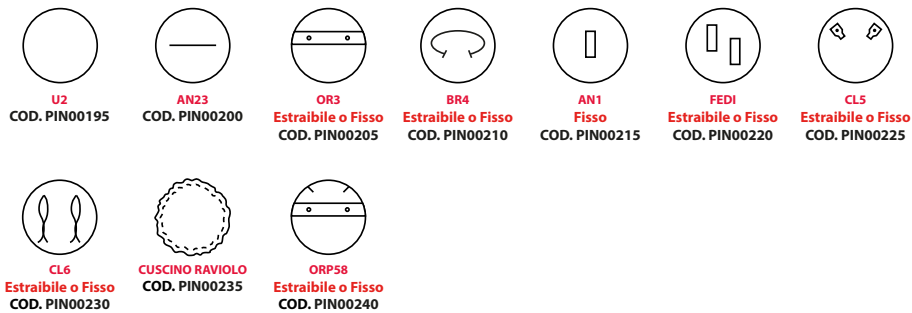 U2
COD. PIN00195
AN23
COD. PIN00200
OR3
Estraibile o Fisso
COD. PIN00205
BR4
Estraibile o Fisso
COD. PIN00210
AN1
Fisso
COD. PIN00215
FEDI
Estraibile o Fisso
COD. PIN00220
CL5
Estraibile o Fisso
COD. PIN00225
CL6
Estraibile o Fisso
COD. PIN00230
CUSCINO RAVIOLO
COD. PIN00235
ORP58
Estraibile o Fisso
COD. PIN00240